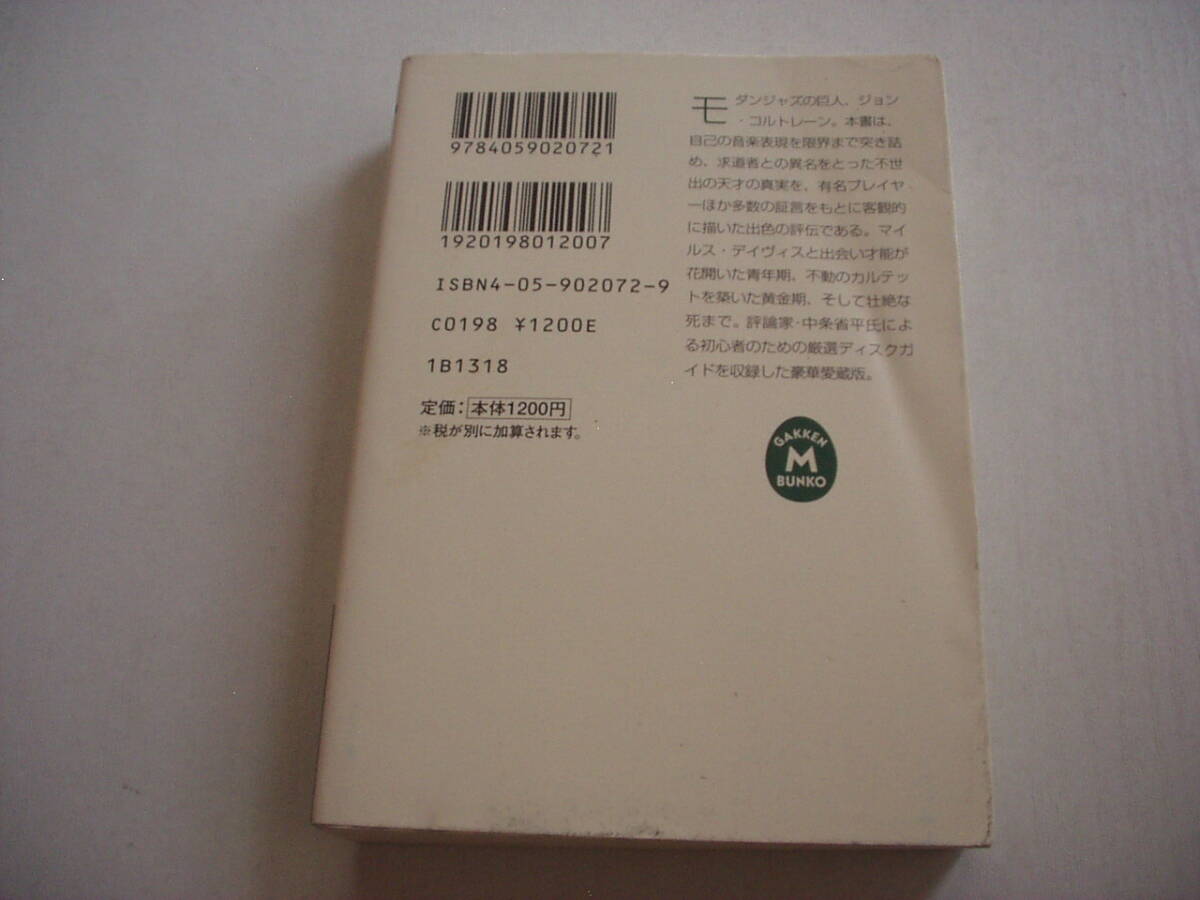 9784059020721
1920198012007
ISBN4-05-902072-9
C0198 ¥1200E
1B1318
定価：本体1200円
※税が別に加算されます。
モダンジャズの巨人、ジョン
・コルトレーン。本書は、
自己の音楽表現を限界まで突き詰
め、求道者との異名をとった不世
出の天才の真実を、有名プレイヤ
ーほか多数の証言をもとに客観的
に描いた出色の評伝である。マイ
ルス・デイヴィスと出会い才能が
花開いた青年期、不動のカルテッ
トを築いた黄金期、そして壮絶な
死まで。評論家・中条省平氏によ
る初心者のための厳選ディスクガ
イドを収録した豪華愛蔵版。
GAKKEN
M
BUNKO